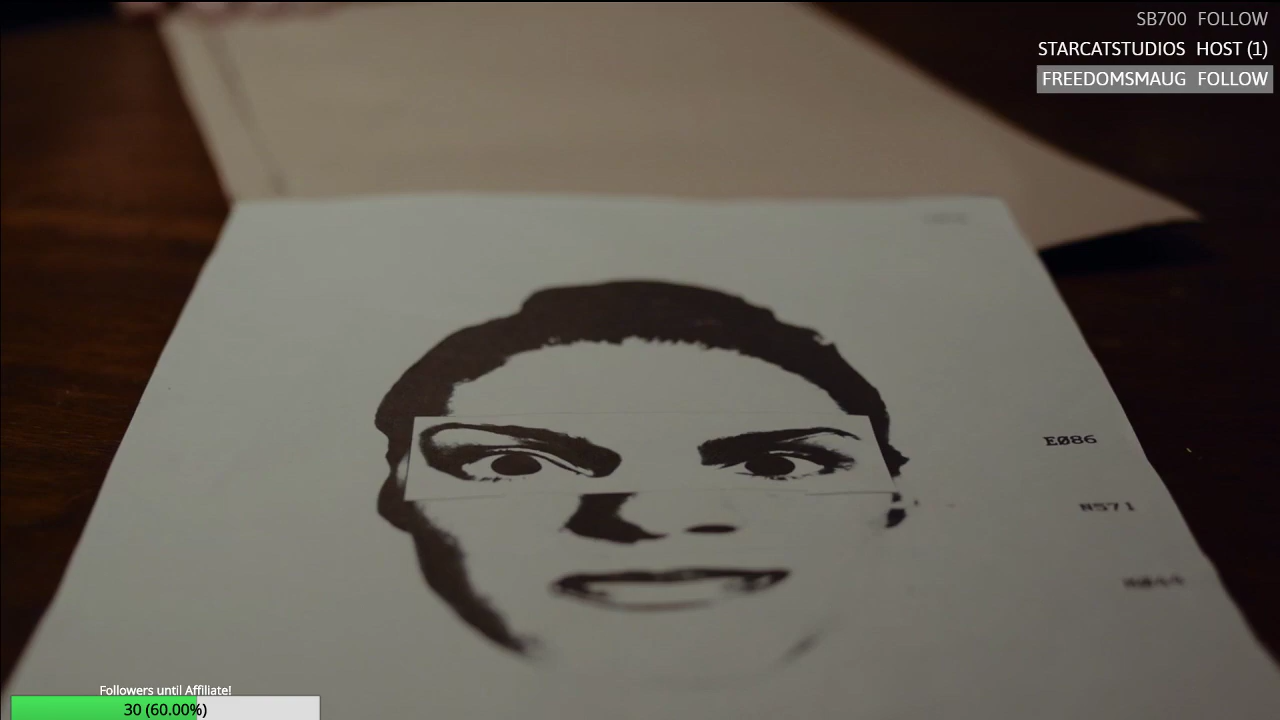 SB700 FOLLOW
STARCATSTUDIOS HOST (1)
FREEDOMSMAUG FOLLOW
E086
N571
Followers until Affiliate!
30 (60.00%)